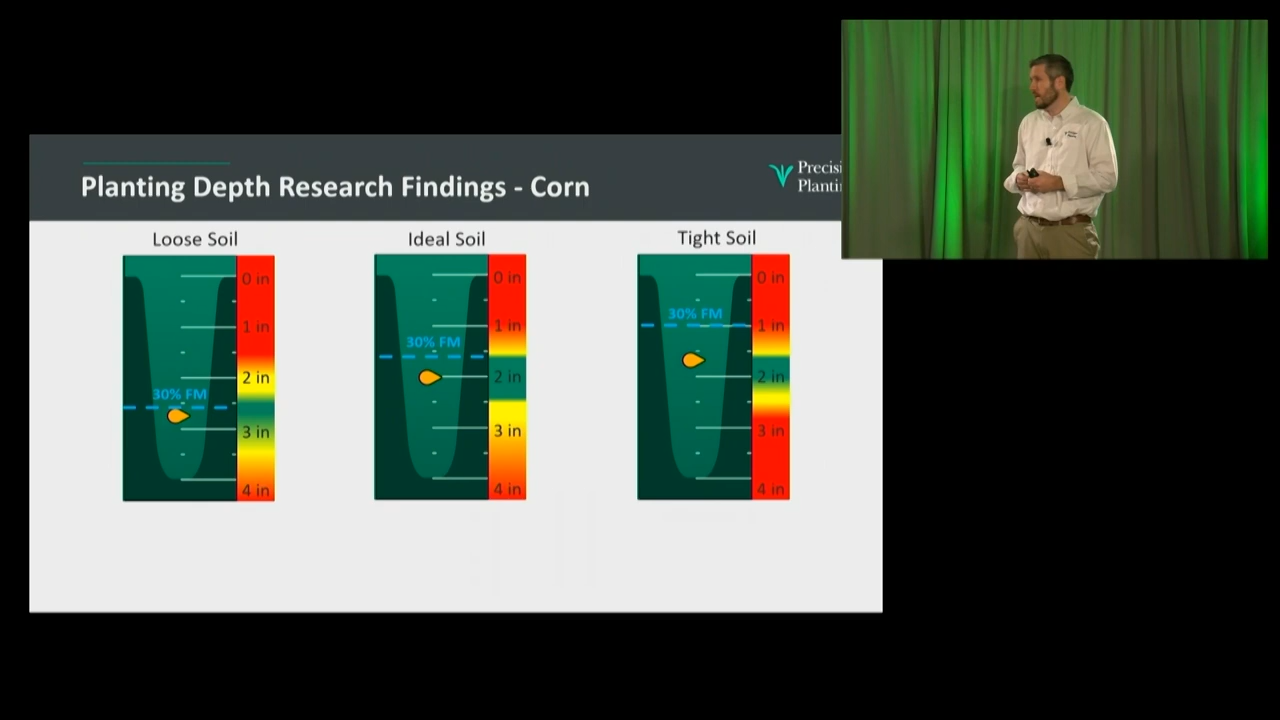 Planting Depth Research Findings - Corn
Precisi
Planti
Loose Soil
0 in
1 in
2 in
30% FM
3 in
4 in
Ideal Soil
0 in
1 in
30% FM
2 in
3 in
4 in
Tight Soil
0 in
30% FM
1 in
2 in
3 in
4 in